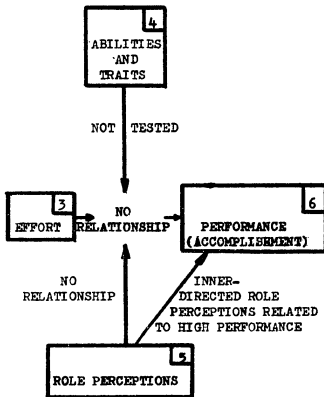 4
ABILITIES
AND
TRAITS
NOT TESTED
3
EFFORT
NO
RELATIONSHIP
6
PERFORMANCE
(ACCOMPLISHMENT)
NO
RELATIONSHIP
INNER-
DIRECTED ROLE
PERCEPTIONS RELATED
TO HIGH PERFORMANCE
5
ROLE PERCEPTIONS